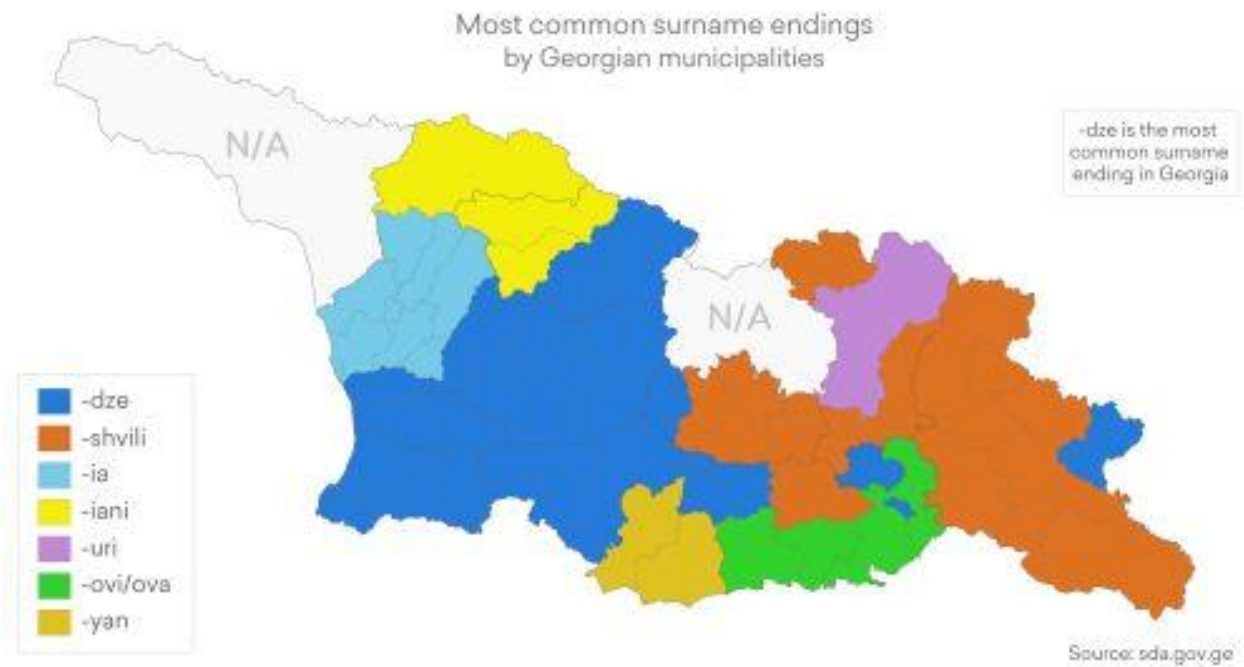 Most common surname endings
by Georgian municipalities
N/A
-dze is the most
common surname
ending in Georgia
N/A
-dze
-shvili
-ia
-iani
-uri
-ovi/ova
-yan
Source: sda.gov.ge